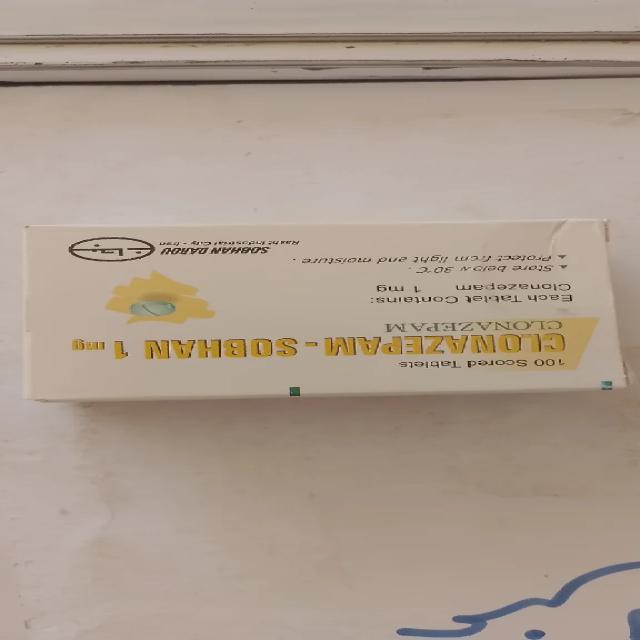 100 Scored Tablets
CLONAZEPAM - SOBHAN 1 mg
CLONAZEPAM
Each Tablet Contains:
Clonazepam 1 mg
▲ Store below 30°C.
▲ Protect from light and moisture.
SOBHAN DAROU
Rasht Industrial City - Iran